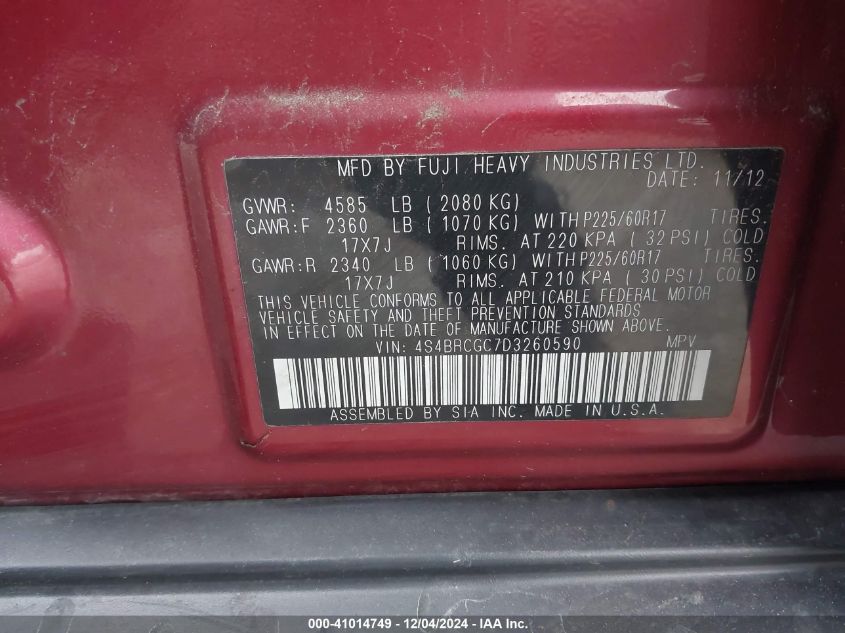 MFD BY FUJI HEAVY INDUSTRIES LTD.
DATE: 11/12
GVWR: 4585 LB ( 2080 KG)
GAWR:F 2360 LB ( 1070 KG) WITH P225/60R17 TIRES.
17X7J RIMS. AT 220 KPA ( 32 PSI) COLD
GAWR:R 2340 LB ( 1060 KG) WITH P225/60R17 TIRES.
17X7J RIMS. AT 210 KPA ( 30 PSI) COLD
THIS VEHICLE CONFORMS TO ALL APPLICABLE FEDERAL MOTOR
VEHICLE SAFETY AND THEFT PREVENTION STANDARDS
IN EFFECT ON THE DATE OF MANUFACTURE SHOWN ABOVE.
VIN: 4S4BRCGC7D3260590 MPV
ASSEMBLED BY SIA INC. MADE IN U.S.A.
000-41014749 - 12/04/2024 - IAA Inc.